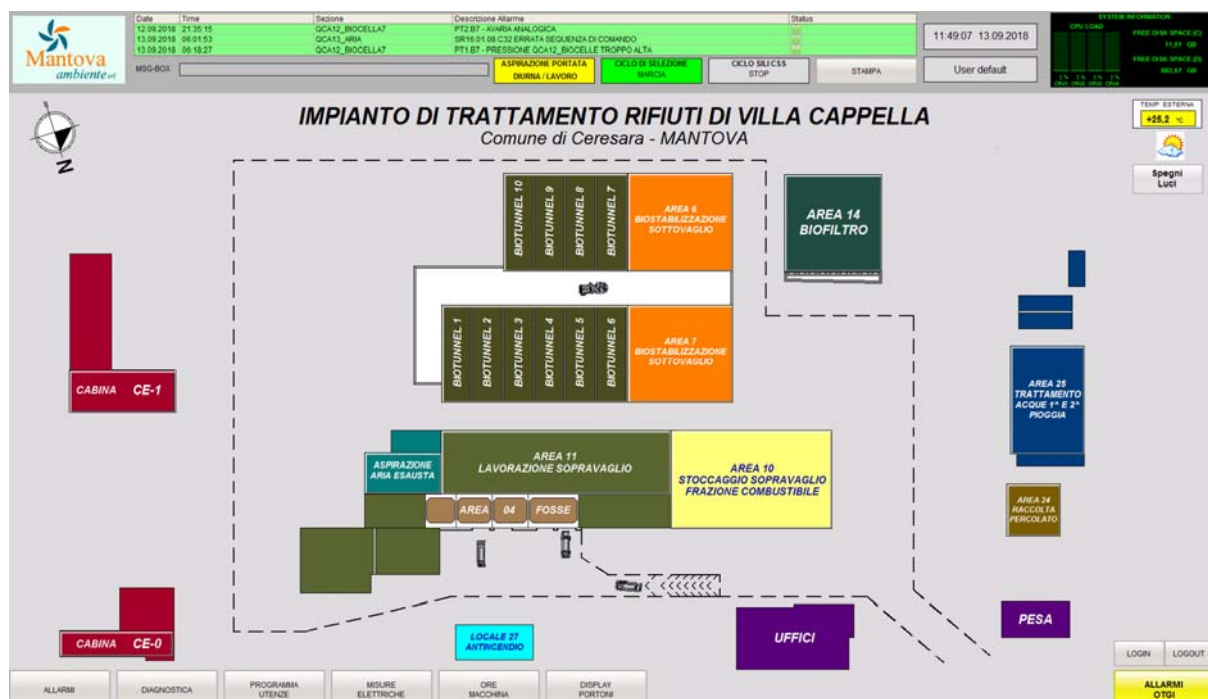 Mantova
ambiente srl
Date Time Sezione Descrizione Allarme Status
12.09.2018 21:35:15 QCA12_BIOCELLA7 PT2.B7 - AVARIA ANALOGICA
13.09.2018 06:01:53 QCA12_ARIA SR16.01.08.C32 ERRATA SEQUENZA DI COMANDO
13.09.2018 06:18:27 QCA12_BIOCELLA7 PT1.B7 - PRESSIONE QCA12_BIOCELLE TROPPO ALTA
MSG-BOX
ASPIRAZIONE PORTATA
DIURNA / LAVORO
CICLO DI SELEZIONE
MARCIA
CICLO SILI CSS
STOP
STAMPA
11:49:07 13.09.2018
User default
SYSTEM INFORMATION
CPU LOAD
FREE DISK SPACE (C)
GB
FREE DISK SPACE (D)
GB
CPU1 CPU2 CPU3 CPU4
N
IMPIANTO DI TRATTAMENTO RIFIUTI DI VILLA CAPPELLA
Comune di Ceresara - MANTOVA
TEMP. ESTERNA
+25,2 °C
Spegni
Luci
BIOTUNNEL 10
BIOTUNNEL 9
BIOTUNNEL 8
BIOTUNNEL 7
AREA 6
BIOSTABILIZZAZIONE
SOTTOVAGLIO
AREA 14
BIOFILTRO
BIOTUNNEL 1
BIOTUNNEL 2
BIOTUNNEL 3
BIOTUNNEL 4
BIOTUNNEL 5
BIOTUNNEL 6
AREA 7
BIOSTABILIZZAZIONE
SOTTOVAGLIO
CABINA CE-1
AREA 25
TRATTAMENTO
ACQUE 1^ E 2^
PIOGGIA
ASPIRAZIONE
ARIA ESAUSTA
AREA 11
LAVORAZIONE SOPRAVAGLIO
AREA 10
STOCCAGGIO SOPRAVAGLIO
FRAZIONE COMBUSTIBILE
AREA 04 FOSSE
AREA 24
RACCOLTA
PERCOLATO
CABINA CE-0
LOCALE 27
ANTINCENDIO
UFFICI
PESA
LOGIN
LOGOUT
ALLARMI
DIAGNOSTICA
PROGRAMMA
UTENZE
MISURE
ELETTRICHE
ORE
MACCHINA
DISPLAY
PORTONI
ALLARMI
OTGI